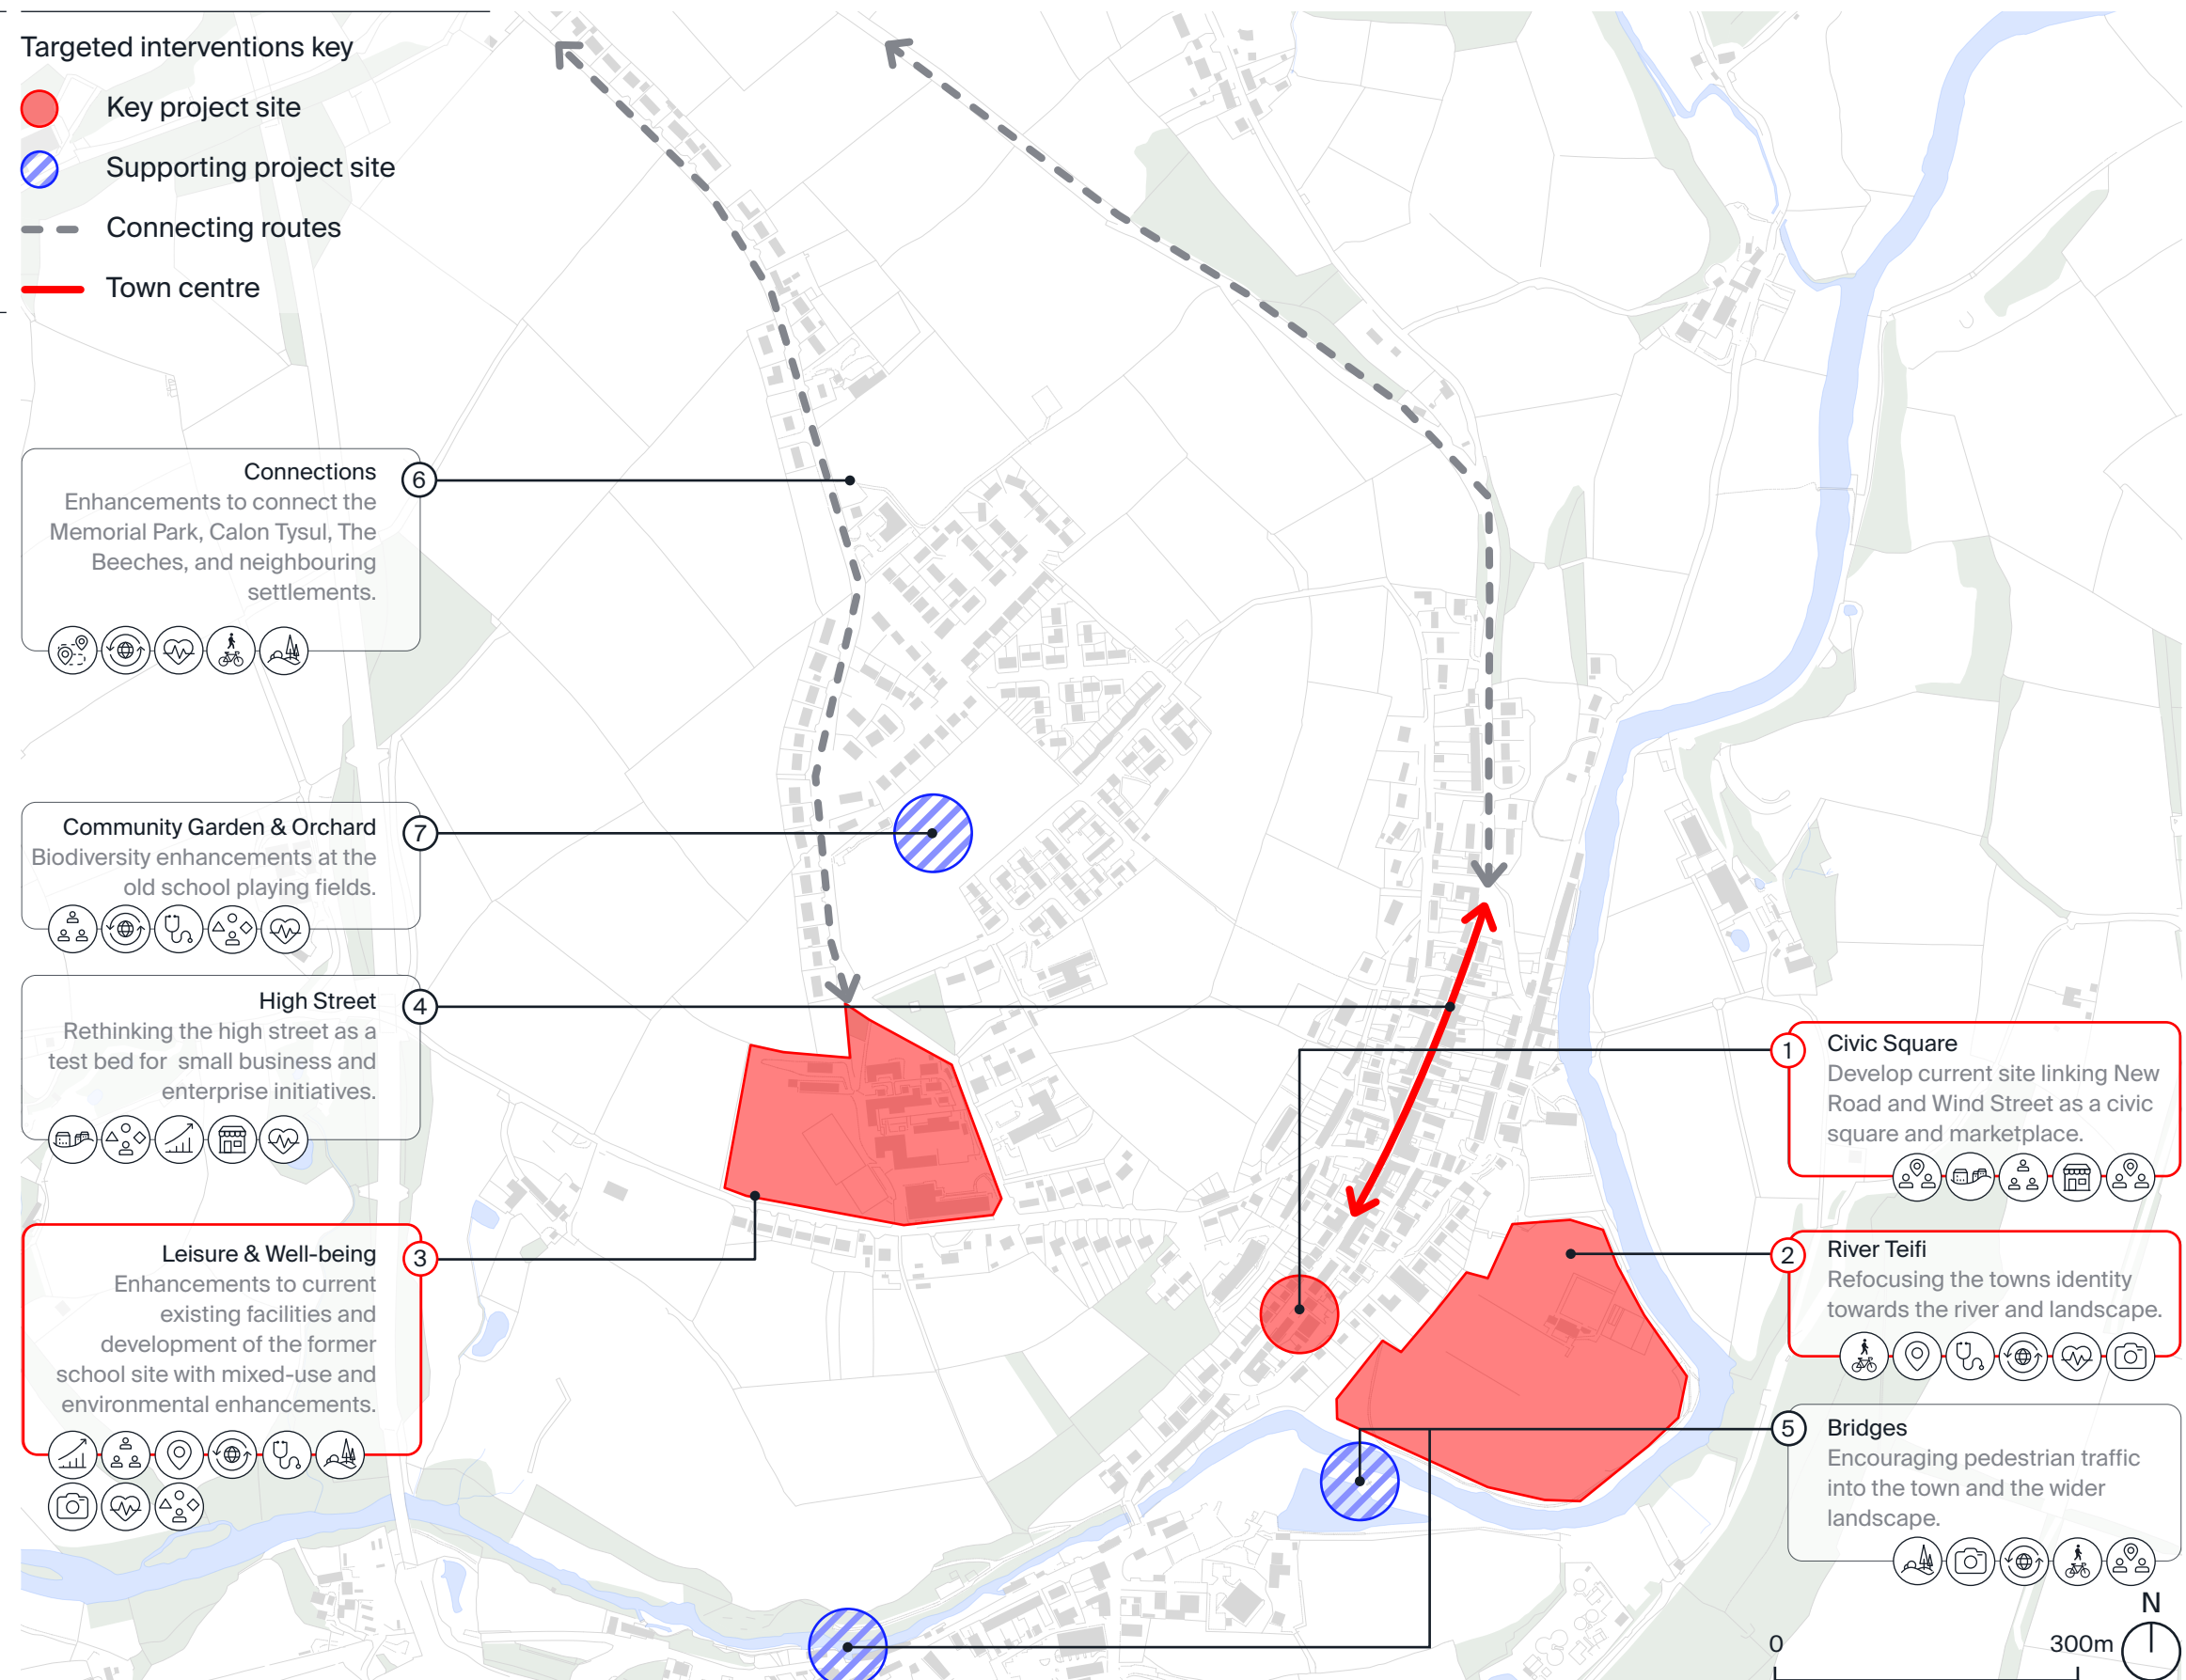 Targeted interventions key
Key project site
Supporting project site
Connecting routes
Town centre
6
Connections
Enhancements to connect the
Memorial Park, Calon Tysul, The
Beeches, and neighbouring
settlements.
7
Community Garden & Orchard
Biodiversity enhancements at the
old school playing fields.
4
High Street
Rethinking the high street as a
test bed for small business and
enterprise initiatives.
3
Leisure & Well-being
Enhancements to current
existing facilities and
development of the former
school site with mixed-use and
environmental enhancements.
1
Civic Square
Develop current site linking New
Road and Wind Street as a civic
square and marketplace.
2
River Teifi
Refocusing the towns identity
towards the river and landscape.
5
Bridges
Encouraging pedestrian traffic
into the town and the wider
landscape.
N
0 300m